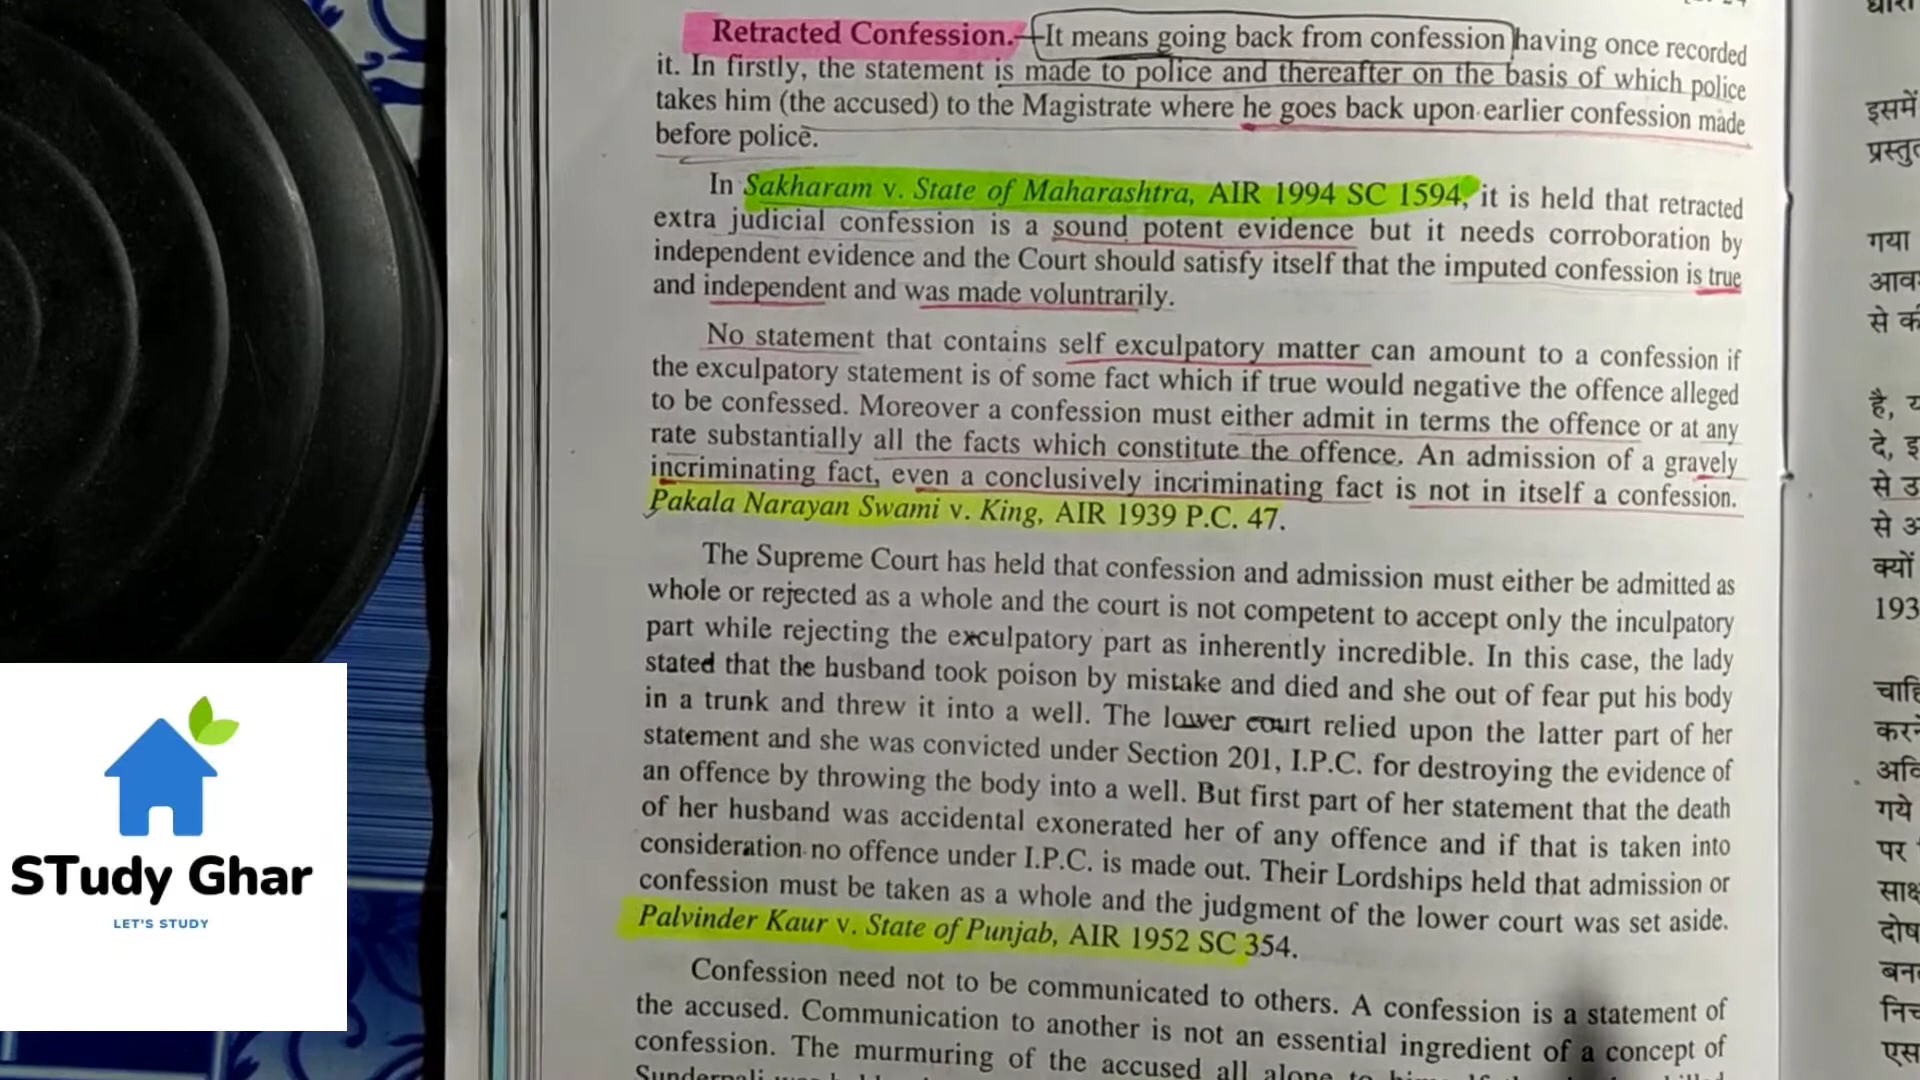 Retracted Confession.—It means going back from confession having once recorded
it. In firstly, the statement is made to police and thereafter on the basis of which police
takes him (the accused) to the Magistrate where he goes back upon earlier confession made
before police.
In Sakharam v. State of Maharashtra, AIR 1994 SC 1594, it is held that retracted
extra judicial confession is a sound potent evidence but it needs corroboration by
independent evidence and the Court should satisfy itself that the imputed confession is true
and independent and was made voluntrarily.
No statement that contains self exculpatory matter can amount to a confession if
the exculpatory statement is of some fact which if true would negative the offence alleged
to be confessed. Moreover a confession must either admit in terms the offence or at any
rate substantially all the facts which constitute the offence. An admission of a gravely
incriminating fact, even a conclusively incriminating fact is not in itself a confession.
Pakala Narayan Swami v. King, AIR 1939 P.C. 47.
The Supreme Court has held that confession and admission must either be admitted as
whole or rejected as a whole and the court is not competent to accept only the inculpatory
part while rejecting the exculpatory part as inherently incredible. In this case, the lady
stated that the husband took poison by mistake and died and she out of fear put his body
in a trunk and threw it into a well. The lower court relied upon the latter part of her
statement and she was convicted under Section 201, I.P.C. for destroying the evidence of
an offence by throwing the body into a well. But first part of her statement that the death
of her husband was accidental exonerated her of any offence and if that is taken into
consideration no offence under I.P.C. is made out. Their Lordships held that admission or
confession must be taken as a whole and the judgment of the lower court was set aside.
Palvinder Kaur v. State of Punjab, AIR 1952 SC 354.
Confession need not to be communicated to others. A confession is a statement of
the accused. Communication to another is not an essential ingredient of a concept of
confession. The murmuring of the accused all alone to
इसमें
गया
से
है,
दे,
से
से
क्यों
193
गये
पर
STudy Ghar
LET'S STUDY